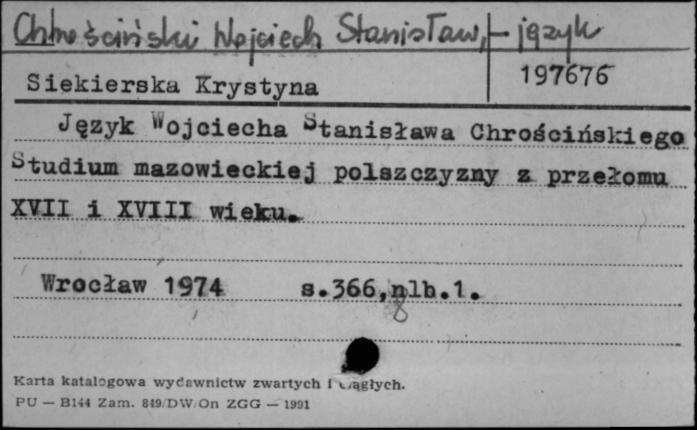 Chrościński Wojciech Stanisław, – język
Siekierska Krystyna
197676
Język Wojciecha Stanisława Chrościńskiego
Studium mazowieckiej polszczyzny z przełomu
XVII i XVIII wieku.
Wrocław 1974 s.366,nlb.1.
8
Karta katalogowa wydawnictw zwartych i ciągłych.
PU — B144 Zam. 849/DW/On ZGG — 1991